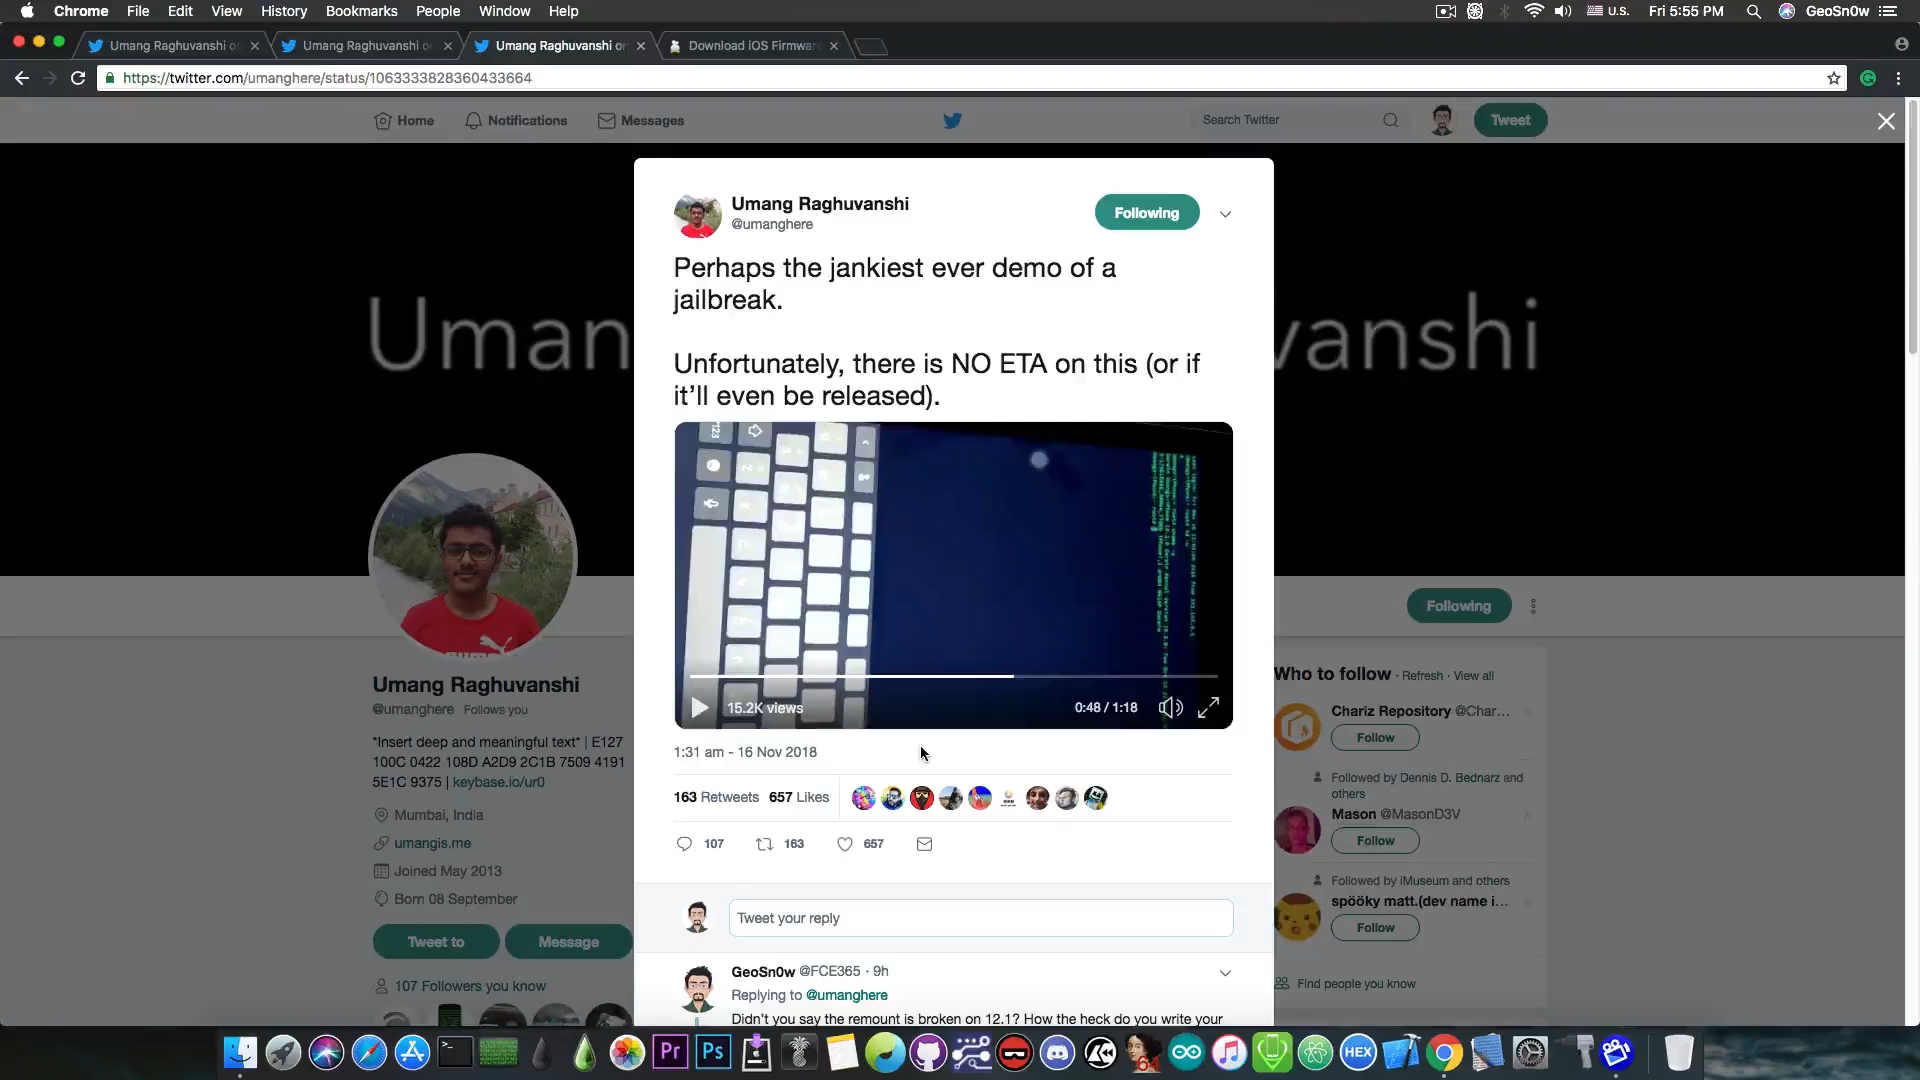 Chrome File Edit View History Bookmarks People Window Help U.S. Fri 5:55 PM GeoSn0w
Umang Raghuvanshi o Umang Raghuvanshi o Umang Raghuvanshi or Download iOS Firmwar
https://twitter.com/umanghere/status/1063333828360433664
Home Notifications Messages Search Twitter Tweet
Umang Raghuvanshi
@umanghere
Following
Perhaps the jankiest ever demo of a
jailbreak.
Unfortunately, there is NO ETA on this (or if
it’ll even be released).
15.2K views 0:48 / 1:18
1:31 am - 16 Nov 2018
163 Retweets 657 Likes
107 163 657
Tweet your reply
GeoSn0w @FCE365 · 9h
Replying to @umanghere
Didn't you say the remount is broken on 12.1? How the heck do you write your
Uman
vanshi
Umang Raghuvanshi
@umanghere Follows you
*Insert deep and meaningful text* | E127
100C 0422 108D A2D9 2C1B 7509 4191
5E1C 9375 | keybase.io/ur0
Mumbai, India
umangis.me
Joined May 2013
Born 08 September
Tweet to Message
107 Followers you know
Following
Who to follow · Refresh · View all
Chariz Repository @Char...
Follow
Followed by Dennis D. Bednarz and
others
Mason @MasonD3V
Follow
Followed by iMuseum and others
spööky matt.(dev name i...
Follow
Find people you know
Pr Ps 64 HEX